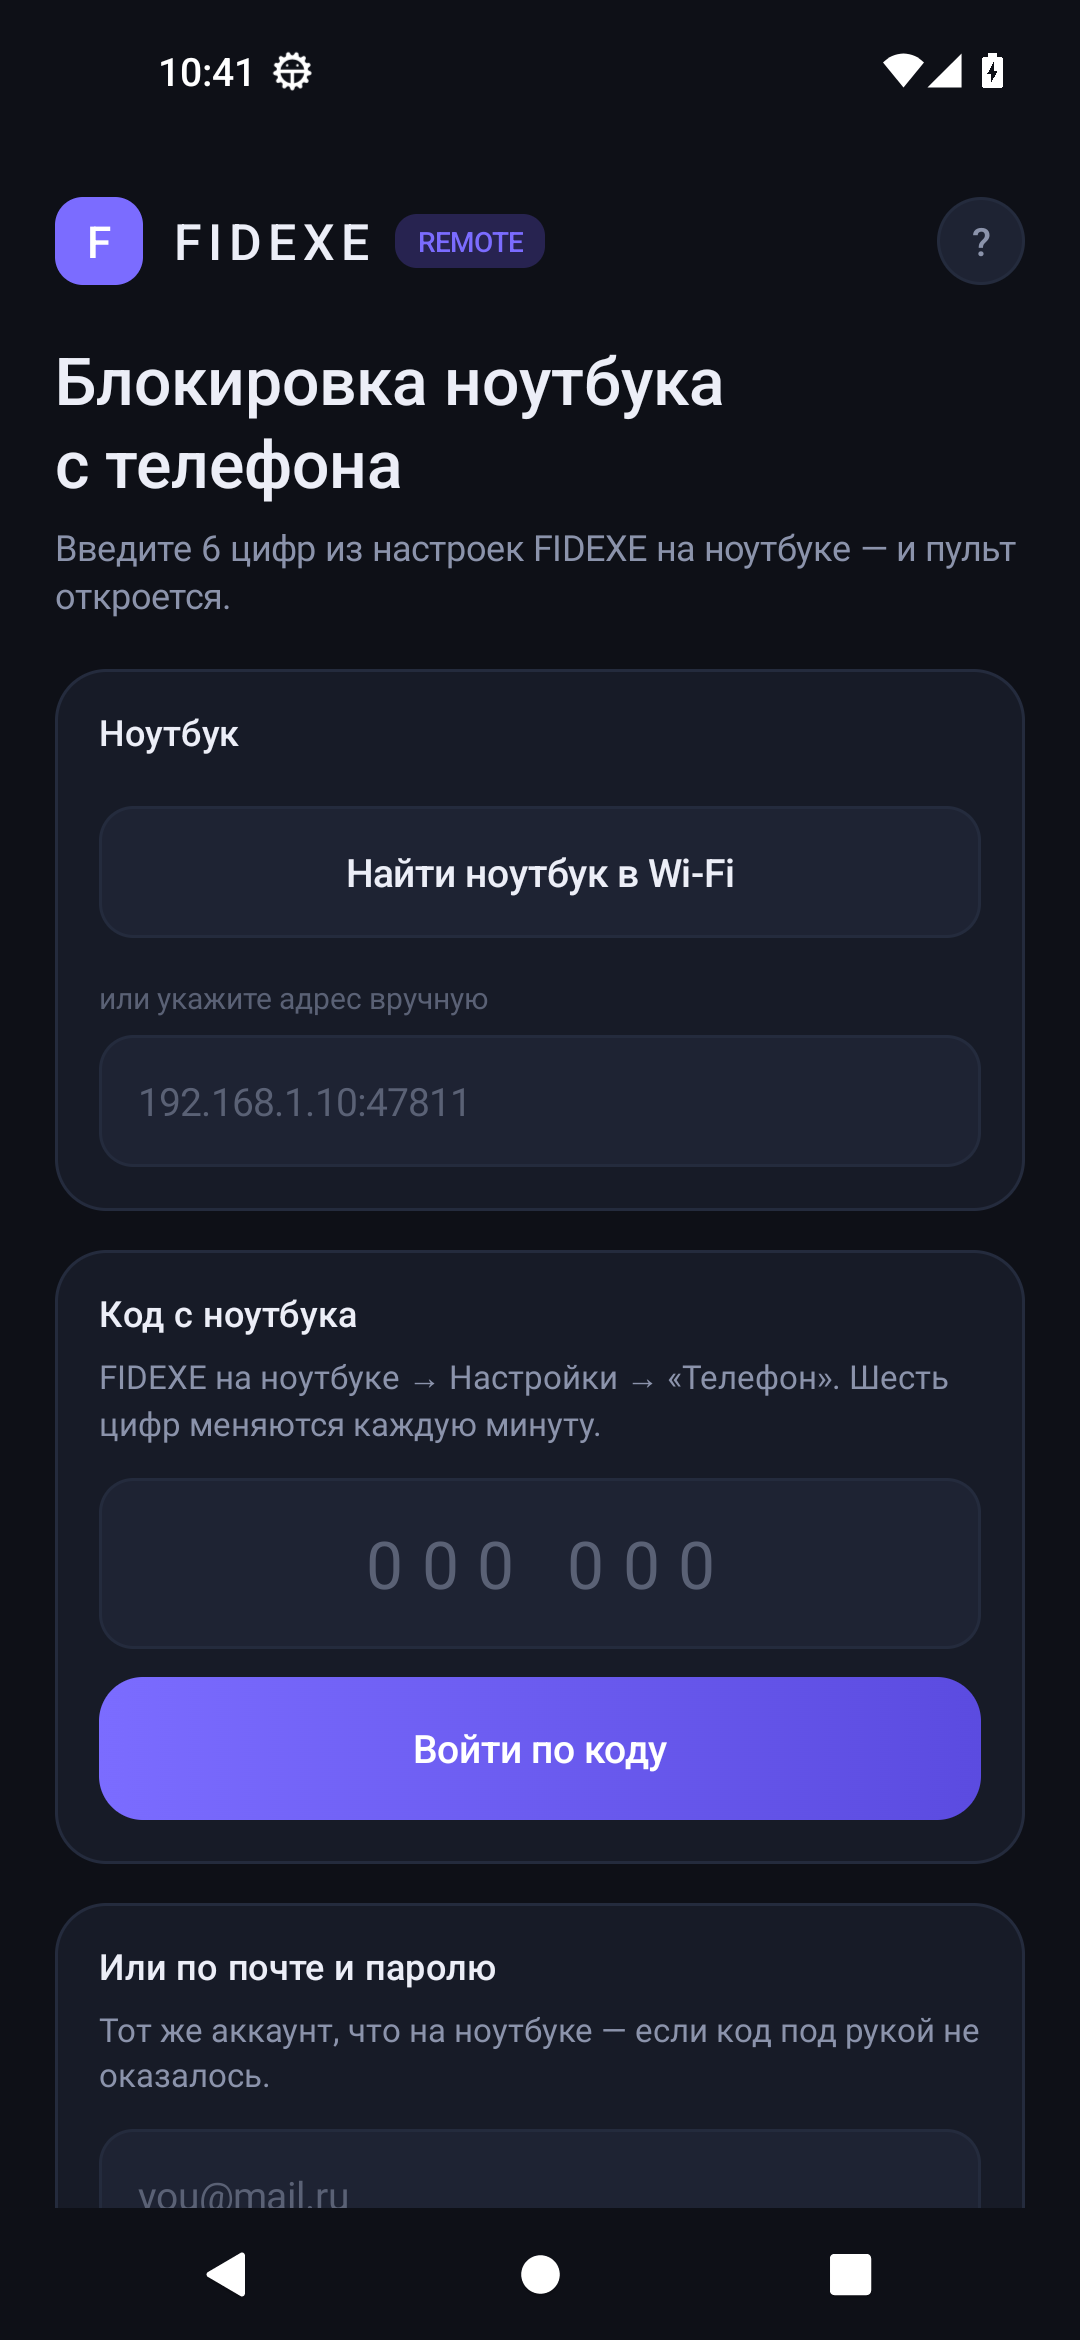 10:41
F FIDEXE REMOTE ?
Блокировка ноутбука
с телефона
Введите 6 цифр из настроек FIDEXE на ноутбуке — и пульт
откроется.
Ноутбук
Найти ноутбук в Wi-Fi
или укажите адрес вручную
192.168.1.10:47811
Код с ноутбука
FIDEXE на ноутбуке → Настройки → «Телефон». Шесть
цифр меняются каждую минуту.
000 000
Войти по коду
Или по почте и паролю
Тот же аккаунт, что на ноутбуке — если код под рукой не
оказалось.
you@mail.ru